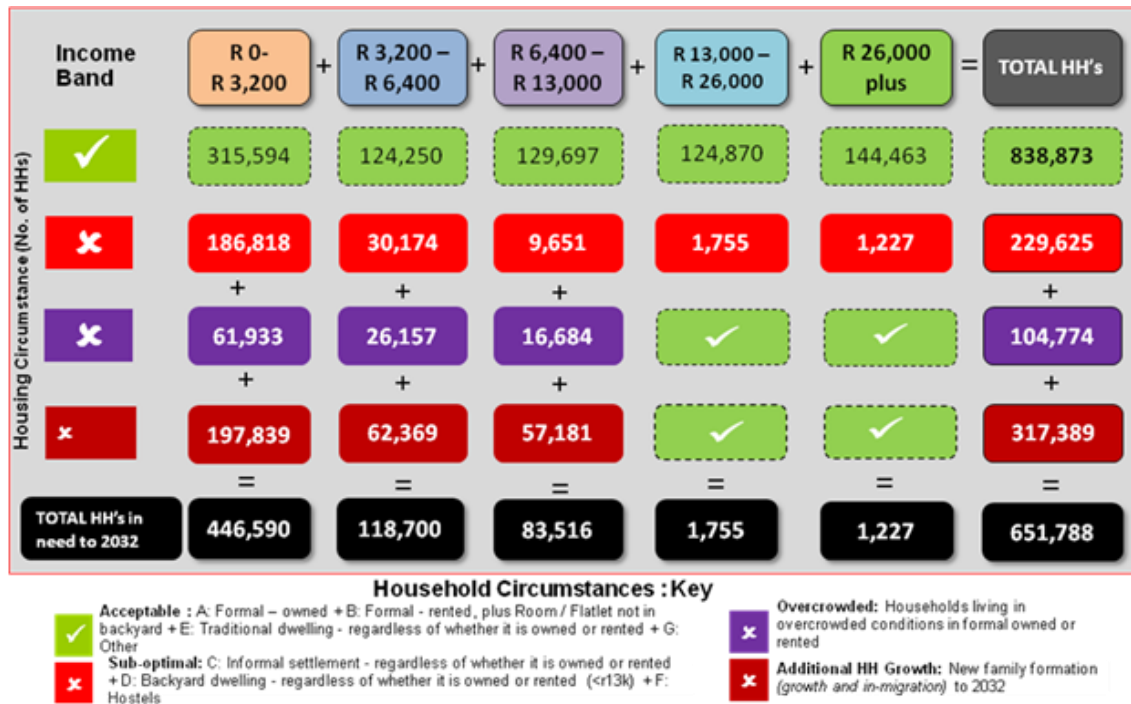 Income
Band
R 0-
R 3,200
+
R 3,200 –
R 6,400
+
R 6,400 –
R 13,000
+
R 13,000 –
R 26,000
+
R 26,000
plus
=
TOTAL HH's
Housing Circumstance (No. of HHs)
315,594 124,250 129,697 124,870 144,463 838,873
186,818 30,174 9,651 1,755 1,227 229,625
+ + + +
61,933 26,157 16,684 104,774
+ + + +
197,839 62,369 57,181 317,389
= = = = = =
TOTAL HH's in
need to 2032
446,590 118,700 83,516 1,755 1,227 651,788
Household Circumstances : Key
Acceptable : A: Formal – owned + B: Formal - rented, plus Room / Flatlet not in
backyard + E: Traditional dwelling - regardless of whether it is owned or rented + G:
Other
Sub-optimal: C: Informal settlement - regardless of whether it is owned or rented
+ D: Backyard dwelling - regardless of whether it is owned or rented (<r13k) + F:
Hostels
Overcrowded: Households living in
overcrowded conditions in formal owned or
rented
Additional HH Growth: New family formation
(growth and in-migration) to 2032